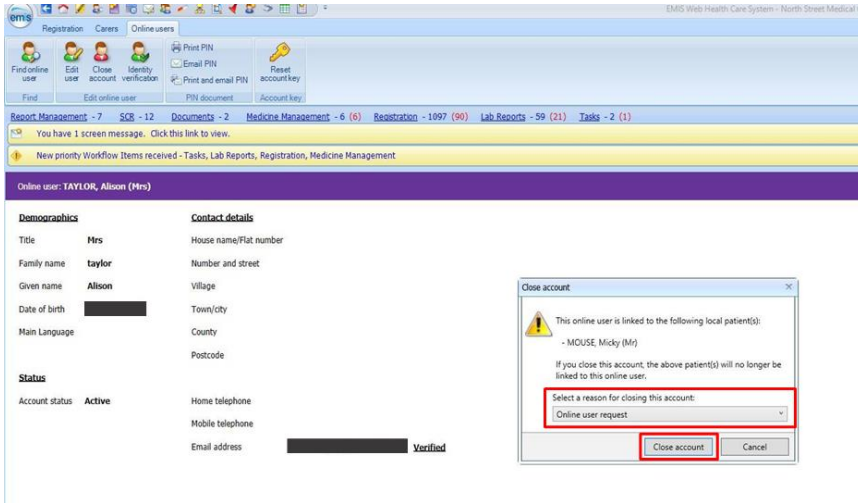 emis
EMIS Web Health Care System - North Street Medical
Registration Carers Online users
Find online user
Edit user
Close account
Identity verification
Print PIN
Email PIN
Print and email PIN
Reset account key
Find Edit online user PIN document Account key
Report Management - 7 SCR - 12 Documents - 2 Medicine Management - 6 (6) Registration - 1097 (90) Lab Reports - 59 (21) Tasks - 2 (1)
You have 1 screen message. Click this link to view.
New priority Workflow Items received - Tasks, Lab Reports, Registration, Medicine Management
Online user: TAYLOR, Alison (Mrs)
Demographics Contact details
Title Mrs House name/Flat number
Family name taylor Number and street
Given name Alison Village
Date of birth Town/city
Main Language County
Postcode
Status
Account status Active Home telephone
Mobile telephone
Email address Verified
Close account
This online user is linked to the following local patient(s):
- MOUSE, Micky (Mr)
If you close this account, the above patient(s) will no longer be
linked to this online user.
Select a reason for closing this account:
Online user request
Close account Cancel